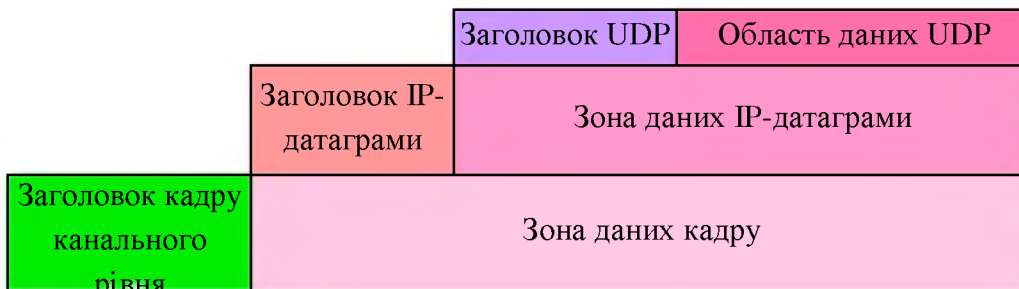 Заголовок UDP
Область даних UDP
Заголовок IP-
датаграми
Зона даних IP-датаграми
Заголовок кадру
канального
рівня
Зона даних кадру